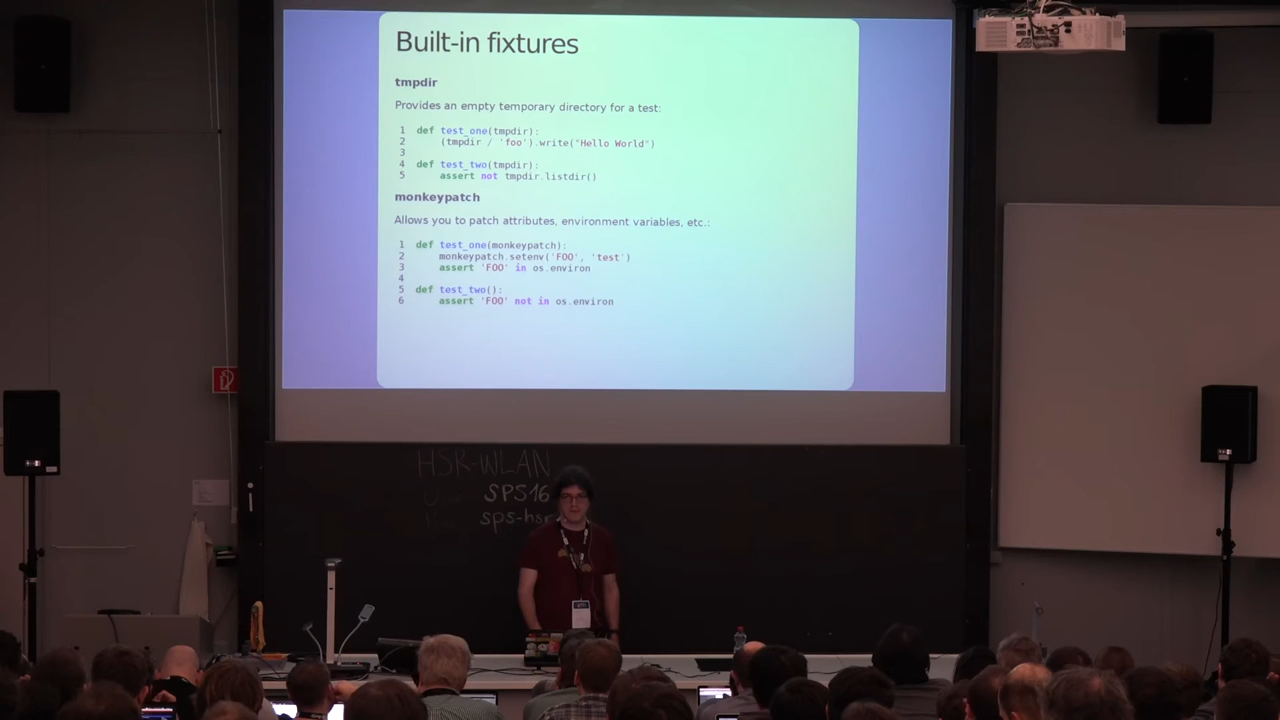 Built-in fixtures
tmpdir
Provides an empty temporary directory for a test:
1 def test_one(tmpdir):
2     (tmpdir / 'foo').write("Hello World")
3
4 def test_two(tmpdir):
5     assert not tmpdir.listdir()
monkeypatch
Allows you to patch attributes, environment variables, etc.:
1 def test_one(monkeypatch):
2     monkeypatch.setenv('FOO', 'test')
3     assert 'FOO' in os.environ
4
5 def test_two():
6     assert 'FOO' not in os.environ
HSR-WLAN
SPS16
sps-hsr